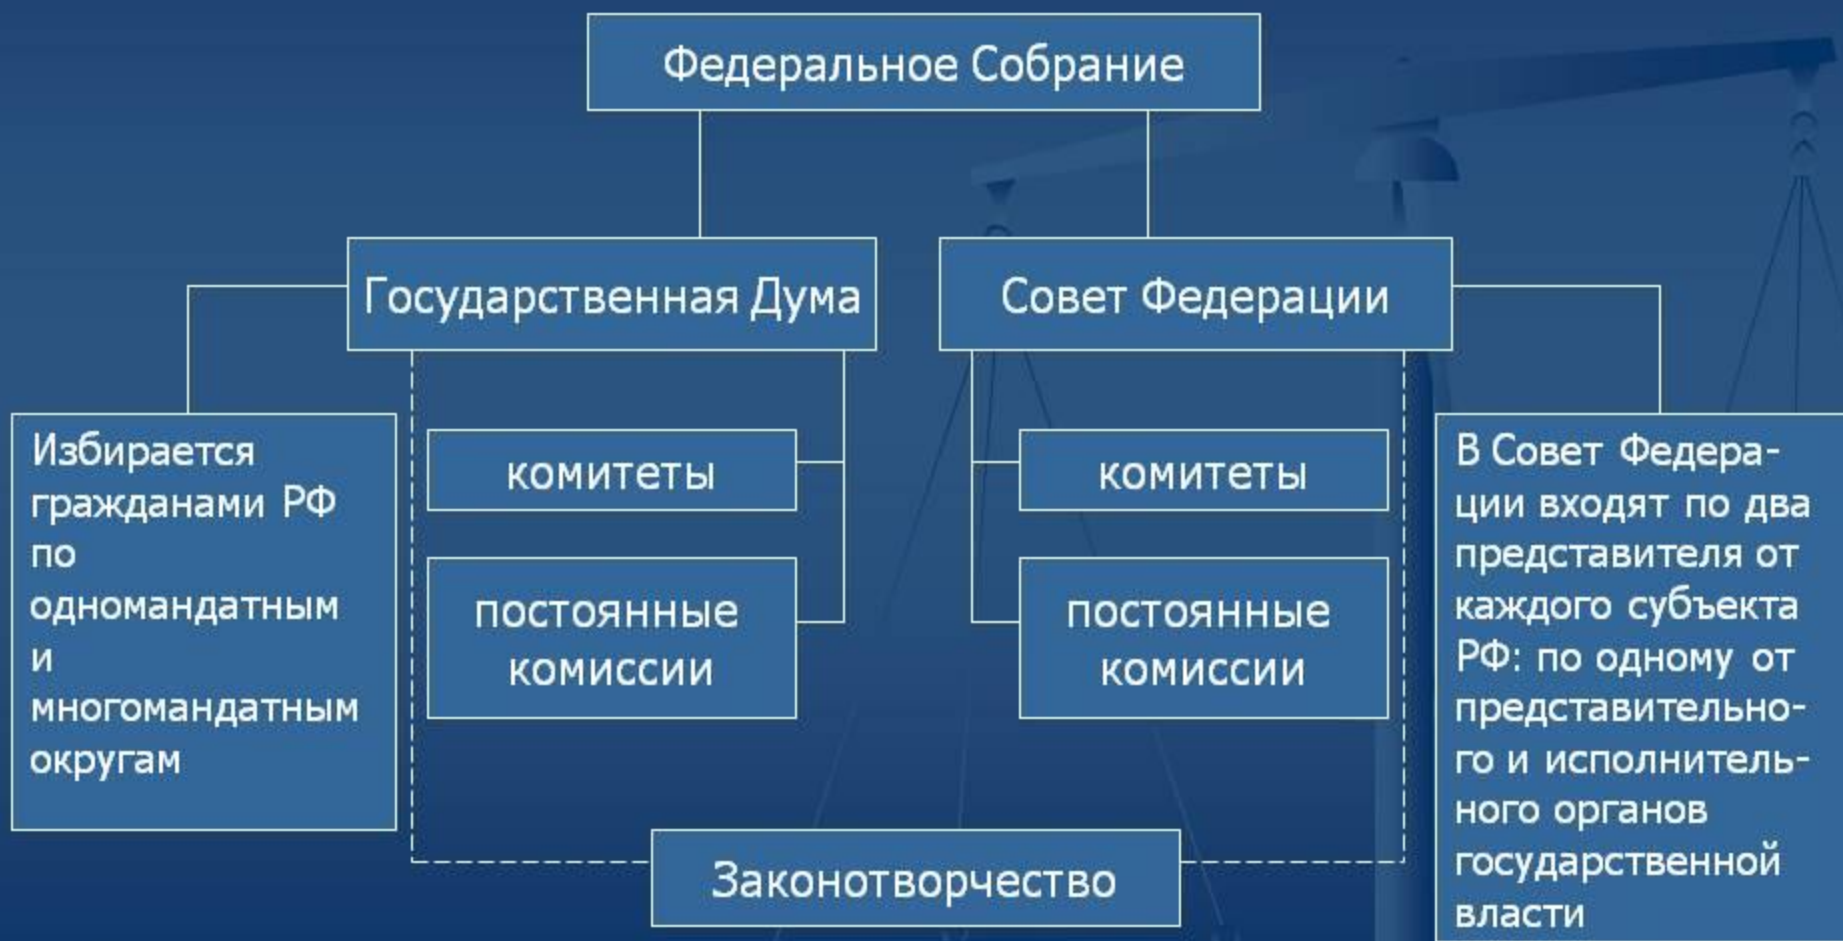 Федеральное Собрание
Государственная Дума
Совет Федерации
Избирается
гражданами РФ
по
одномандатным
и
многомандатным
округам
комитеты
постоянные
комиссии
комитеты
постоянные
комиссии
В Совет Федера-
ции входят по два
представителя от
каждого субъекта
РФ: по одному от
представительно-
го и исполнитель-
ного органов
государственной
власти
Законотворчество